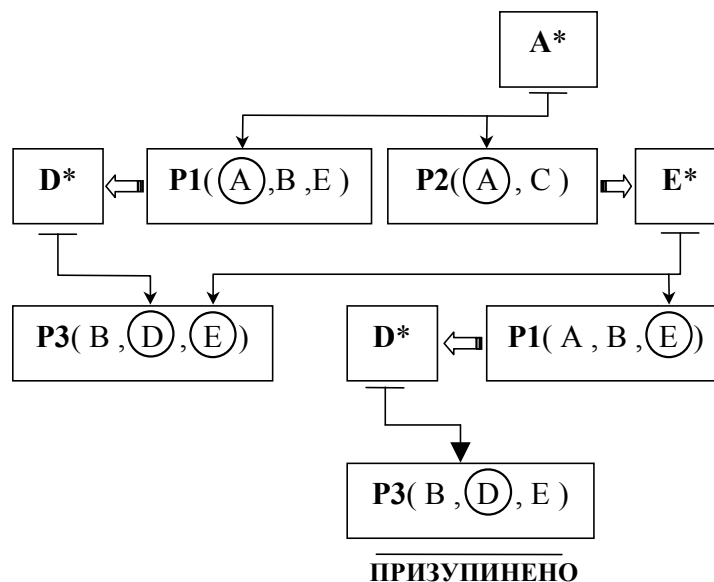 A*
D*
P1( A ,B ,E )
P2( A , C )
E*
P3( B , D , E )
D*
P1( A , B , E )
P3( B , D , E )
ПРИЗУПИНЕНО